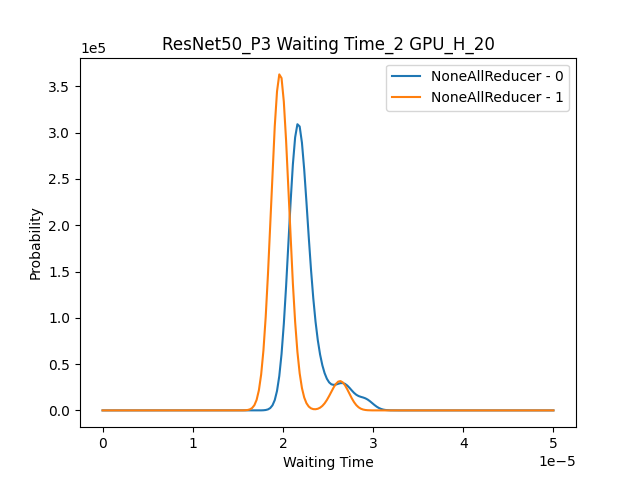 ResNet50_P3 Waiting Time_2 GPU_H_20
1e5
NoneAllReducer - 0
NoneAllReducer - 1
3.5
3.0
2.5
2.0
1.5
1.0
0.5
0.0
Probability
0 1 2 3 4 5
Waiting Time
1e−5